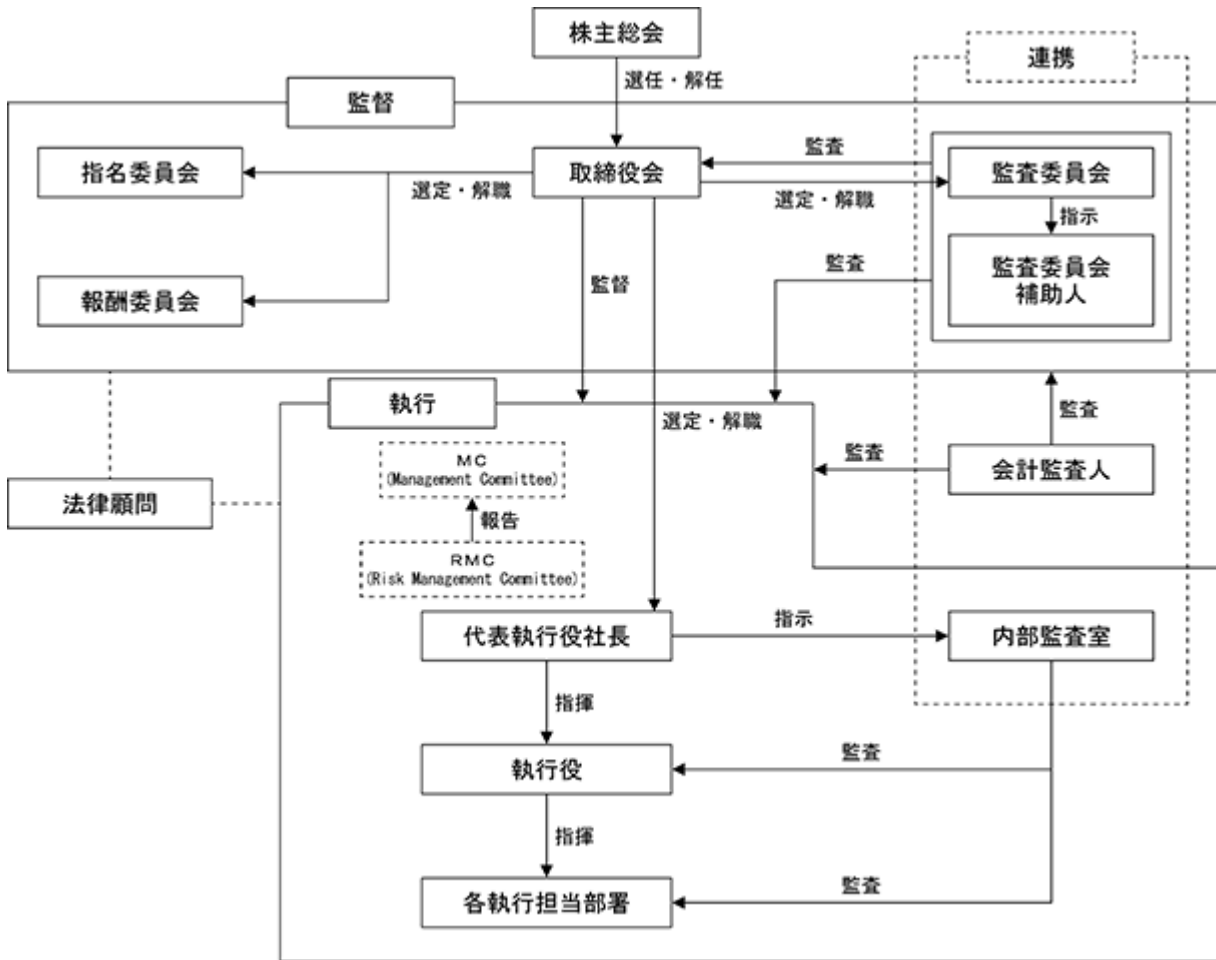 株主総会
連携
選任・解任
監督
指名委員会
取締役会
監査
監査委員会
選定・解職
選定・解職
指示
監査委員会
補助人
監査
監督
報酬委員会
執行
選定・解職
監査
MC
(Management Committee)
監査
会計監査人
法律顧問
報告
RMC
(Risk Management Committee)
代表執行役社長
指示
内部監査室
指揮
執行役
監査
指揮
各執行担当部署
監査